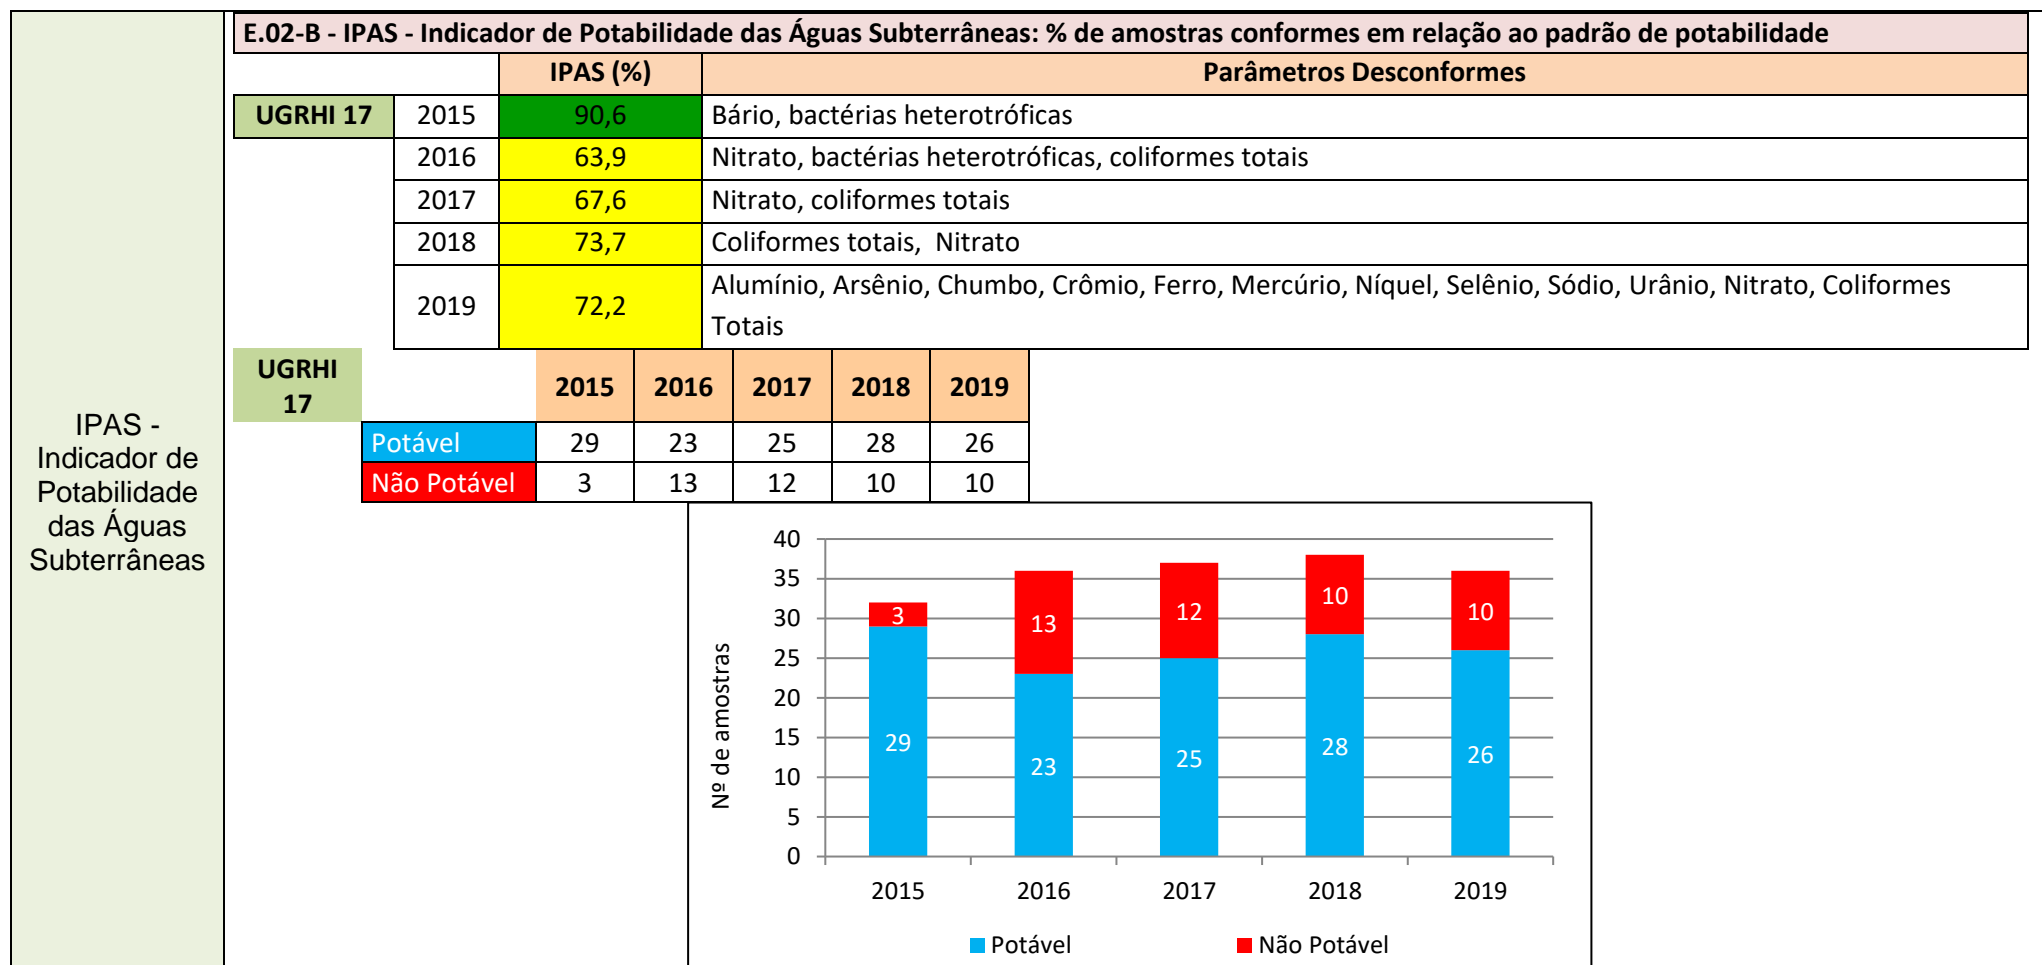 E.02-B - IPAS - Indicador de Potabilidade das Águas Subterrâneas: % de amostras conformes em relação ao padrão de potabilidade
IPAS (%) Parâmetros Desconformes
UGRHI 17 2015 90,6 Bário, bactérias heterotróficas
2016 63,9 Nitrato, bactérias heterotróficas, coliformes totais
2017 67,6 Nitrato, coliformes totais
2018 73,7 Coliformes totais, Nitrato
2019 72,2 Alumínio, Arsênio, Chumbo, Crômio, Ferro, Mercúrio, Níquel, Selênio, Sódio, Urânio, Nitrato, Coliformes
Totais
UGRHI
17
2015 2016 2017 2018 2019
Potável 29 23 25 28 26
Não Potável 3 13 12 10 10
IPAS -
Indicador de
Potabilidade
das Águas
Subterrâneas
Nº de amostras
40
35
30
25
20
15
10
5
0
3 13 12 10 10
29 23 25 28 26
2015 2016 2017 2018 2019
Potável Não Potável